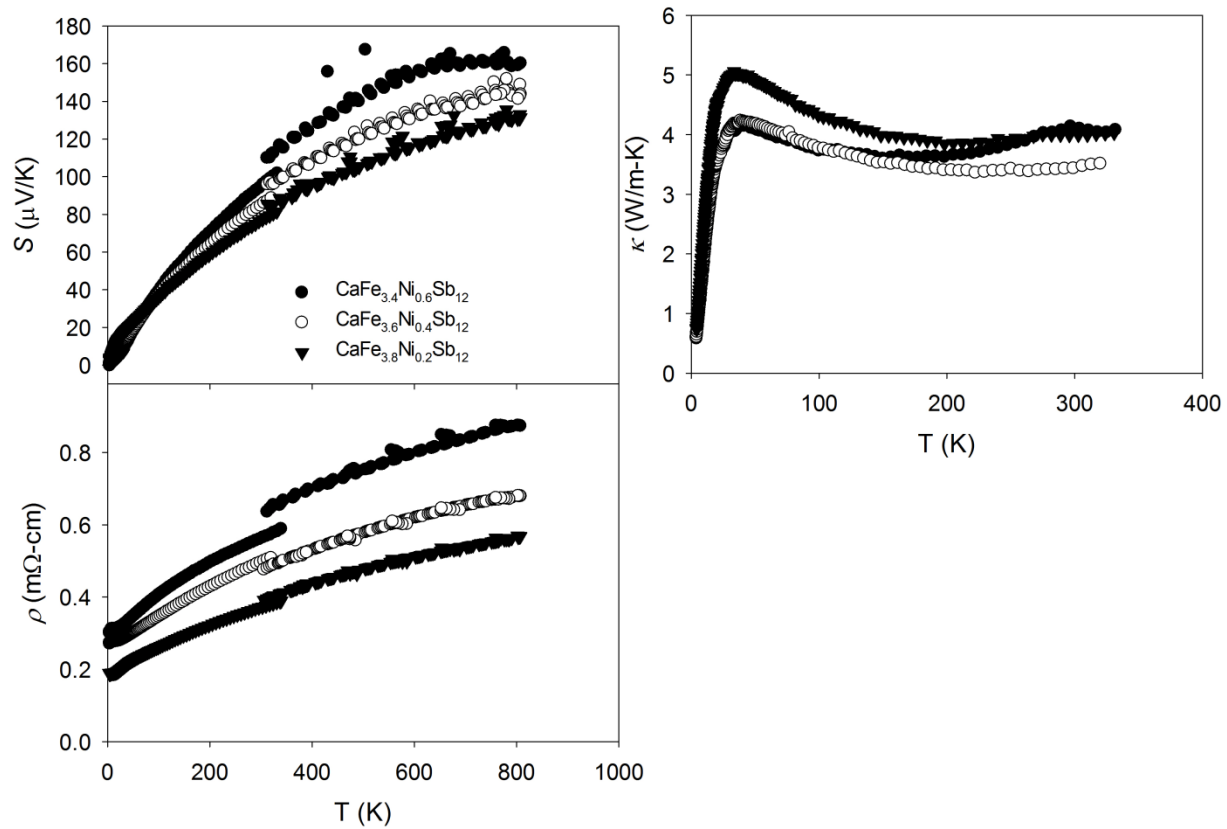 180
160
140
120
100
80
60
40
20
0
S (μV/K)
CaFe3.4Ni0.6Sb12
CaFe3.6Ni0.4Sb12
CaFe3.8Ni0.2Sb12
0.8
0.6
0.4
0.2
0.0
ρ (mΩ-cm)
0 200 400 600 800 1000
T (K)
6
5
4
3
2
1
0
κ (W/m-K)
0 100 200 300 400
T (K)